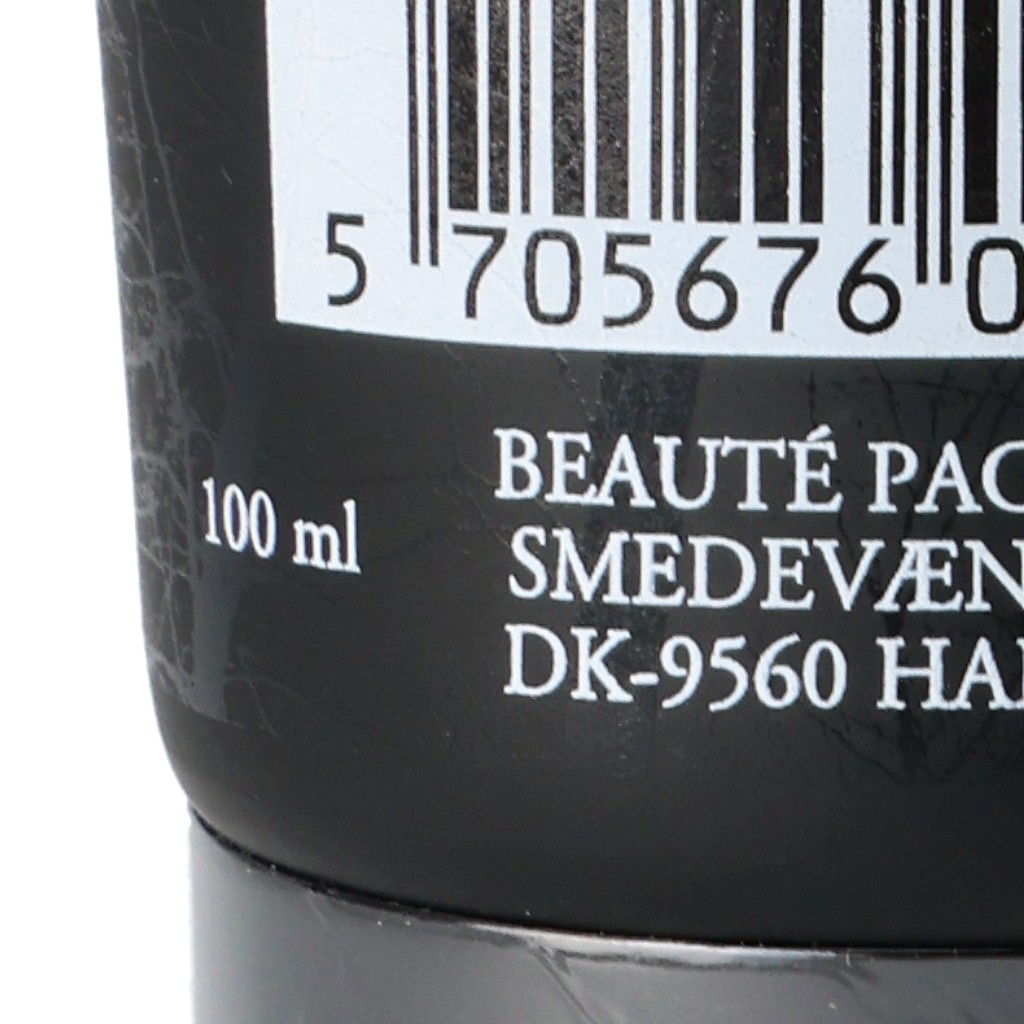 5 705676 0
100 ml
BEAUTÉ PAC
SMEDEVÆN
DK-9560 HA